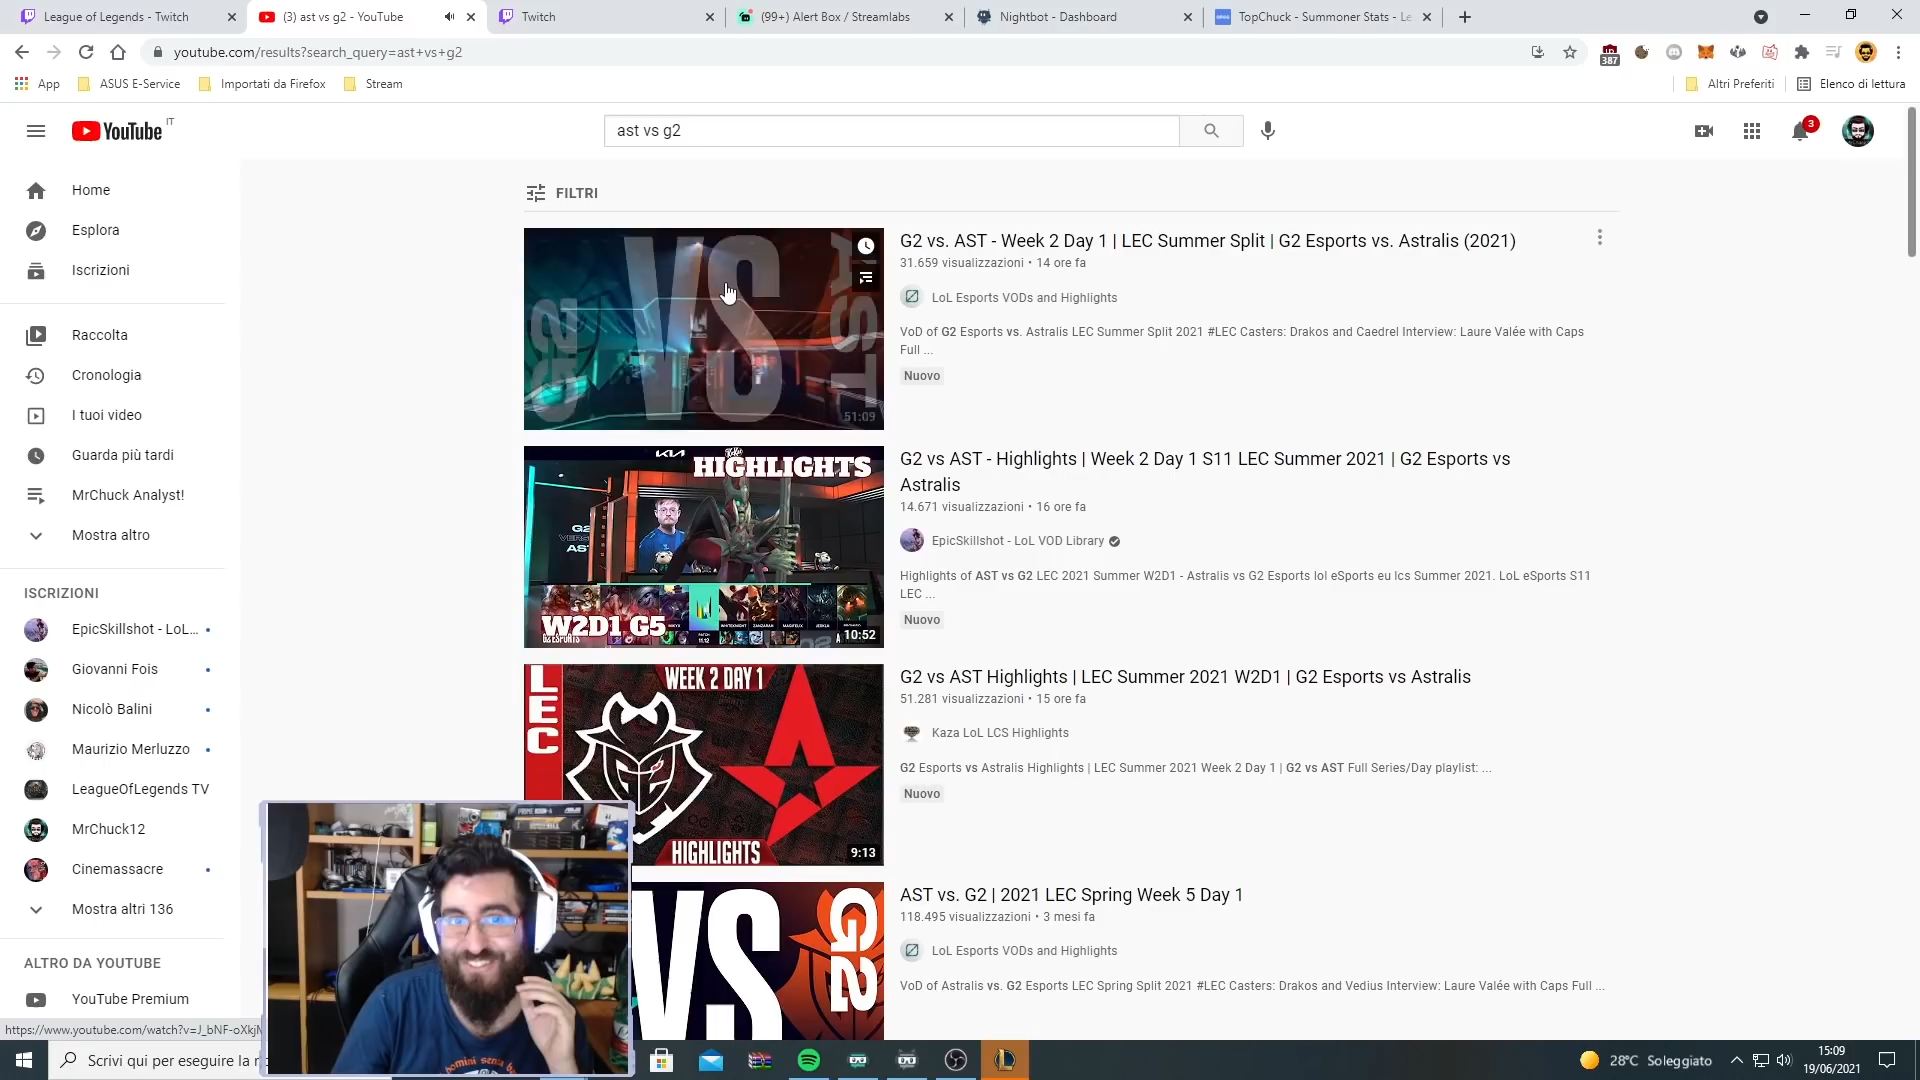 League of Legends - Twitch
(3) ast vs g2 - YouTube
Twitch
(99+) Alert Box / Streamlabs
Nightbot - Dashboard
TopChuck - Summoner Stats - Le
youtube.com/results?search_query=ast+vs+g2
387
App
ASUS E-Service
Importati da Firefox
Stream
Altri Preferiti
Elenco di lettura
YouTube IT
ast vs g2
3
Home
Esplora
Iscrizioni
Raccolta
Cronologia
I tuoi video
Guarda più tardi
MrChuck Analyst!
Mostra altro
ISCRIZIONI
EpicSkillshot - LoL...
Giovanni Fois
Nicolò Balini
Maurizio Merluzzo
LeagueOfLegends TV
MrChuck12
Cinemassacre
Mostra altri 136
ALTRO DA YOUTUBE
YouTube Premium
FILTRI
G2 VS AST
51:09
G2 vs. AST - Week 2 Day 1 | LEC Summer Split | G2 Esports vs. Astralis (2021)
31.659 visualizzazioni • 14 ore fa
LoL Esports VODs and Highlights
VoD of G2 Esports vs. Astralis LEC Summer Split 2021 #LEC Casters: Drakos and Caedrel Interview: Laure Valée with Caps
Full ...
Nuovo
KIA
HIGHLIGHTS
W2D1 G5
10:52
G2 vs AST - Highlights | Week 2 Day 1 S11 LEC Summer 2021 | G2 Esports vs
Astralis
14.671 visualizzazioni • 16 ore fa
EpicSkillshot - LoL VOD Library
Highlights of AST vs G2 LEC 2021 Summer W2D1 - Astralis vs G2 Esports lol eSports eu lcs Summer 2021. LoL eSports S11
LEC ...
Nuovo
LEC
WEEK 2 DAY 1
HIGHLIGHTS
9:13
G2 vs AST Highlights | LEC Summer 2021 W2D1 | G2 Esports vs Astralis
51.281 visualizzazioni • 15 ore fa
Kaza LoL LCS Highlights
G2 Esports vs Astralis Highlights | LEC Summer 2021 Week 2 Day 1 | G2 vs AST Full Series/Day playlist: ...
Nuovo
VS G2
AST vs. G2 | 2021 LEC Spring Week 5 Day 1
118.495 visualizzazioni • 3 mesi fa
LoL Esports VODs and Highlights
VoD of Astralis vs. G2 Esports LEC Spring Split 2021 #LEC Casters: Drakos and Vedius Interview: Laure Valée with Caps Full ...
https://www.youtube.com/watch?v=J_bNF-oXkj
Scrivi qui per eseguire la
28°C Soleggiato
15:09
19/06/2021